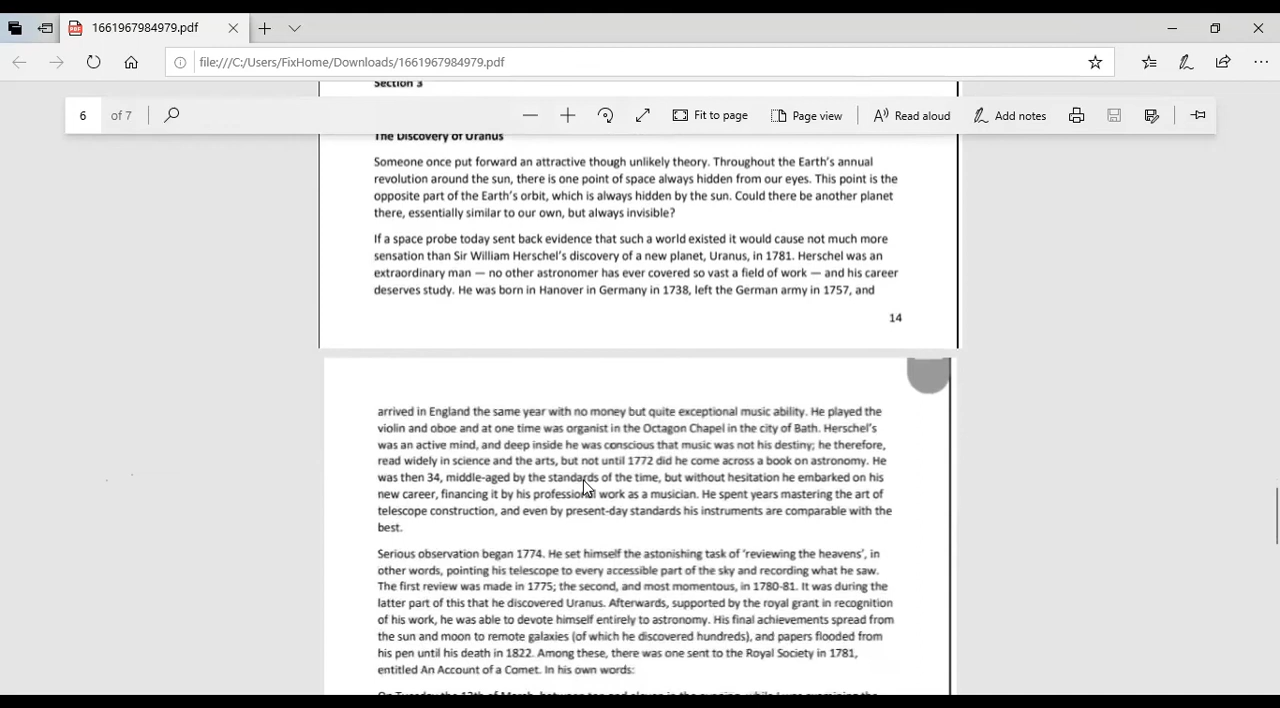 1661967984979.pdf
file:///C:/Users/FixHome/Downloads/1661967984979.pdf
Section 3
6 of 7
Fit to page
Page view
Read aloud
Add notes
The Discovery of Uranus
Someone once put forward an attractive though unlikely theory. Throughout the Earth's annual
revolution around the sun, there is one point of space always hidden from our eyes. This point is the
opposite part of the Earth's orbit, which is always hidden by the sun. Could there be another planet
there, essentially similar to our own, but always invisible?
If a space probe today sent back evidence that such a world existed it would cause not much more
sensation than Sir William Herschel's discovery of a new planet, Uranus, in 1781. Herschel was an
extraordinary man — no other astronomer has ever covered so vast a field of work — and his career
deserves study. He was born in Hanover in Germany in 1738, left the German army in 1757, and
14
arrived in England the same year with no money but quite exceptional music ability. He played the
violin and oboe and at one time was organist in the Octagon Chapel in the city of Bath. Herschel's
was an active mind, and deep inside he was conscious that music was not his destiny; he therefore,
read widely in science and the arts, but not until 1772 did he come across a book on astronomy. He
was then 34, middle-aged by the standards of the time, but without hesitation he embarked on his
new career, financing it by his professional work as a musician. He spent years mastering the art of
telescope construction, and even by present-day standards his instruments are comparable with the
best.
Serious observation began 1774. He set himself the astonishing task of 'reviewing the heavens', in
other words, pointing his telescope to every accessible part of the sky and recording what he saw.
The first review was made in 1775; the second, and most momentous, in 1780-81. It was during the
latter part of this that he discovered Uranus. Afterwards, supported by the royal grant in recognition
of his work, he was able to devote himself entirely to astronomy. His final achievements spread from
the sun and moon to remote galaxies (of which he discovered hundreds), and papers flooded from
his pen until his death in 1822. Among these, there was one sent to the Royal Society in 1781,
entitled An Account of a Comet. In his own words:
On Tuesday the 13th of March, between ten and eleven in the evening, while I was examining the